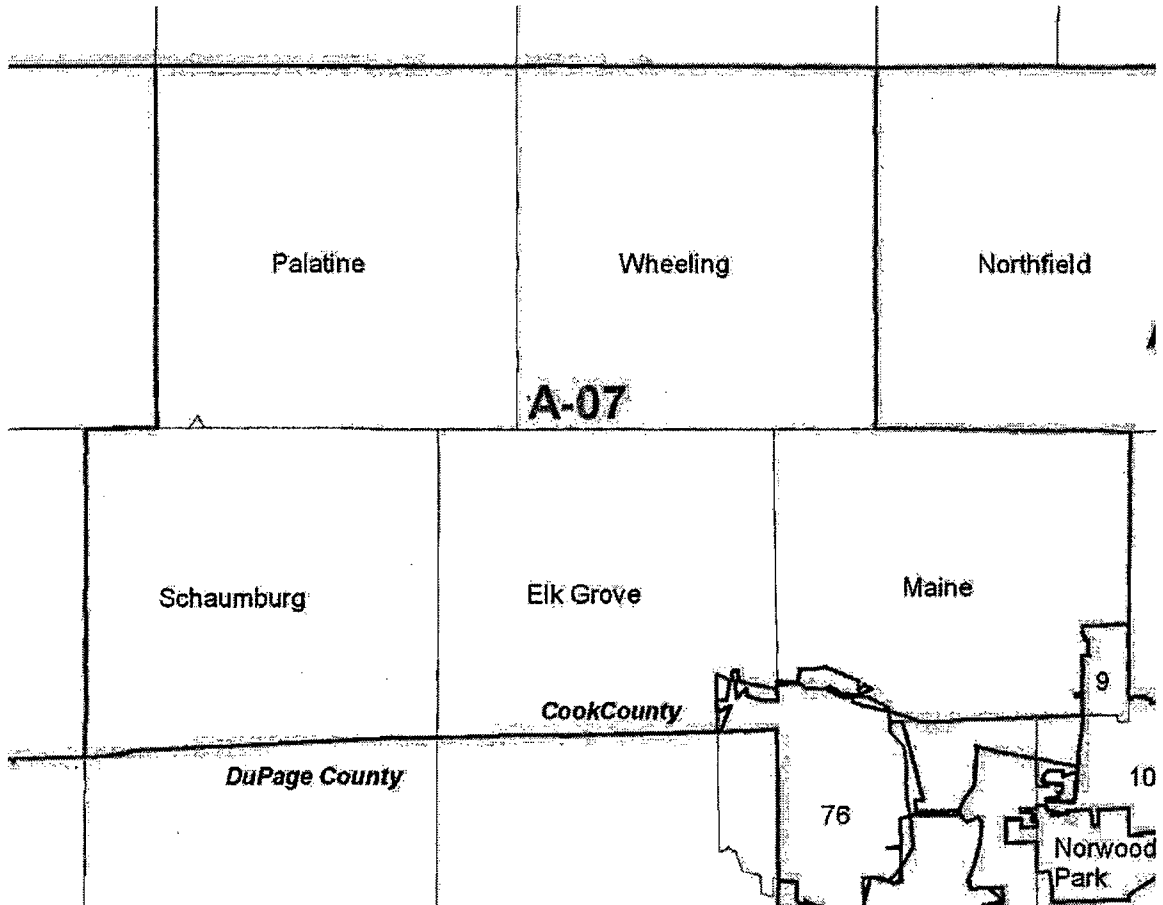 Palatine
Wheeling
Northfield
A-07
Schaumburg
Elk Grove
Maine
9
CookCounty
DuPage County
10
76
Norwood
Park